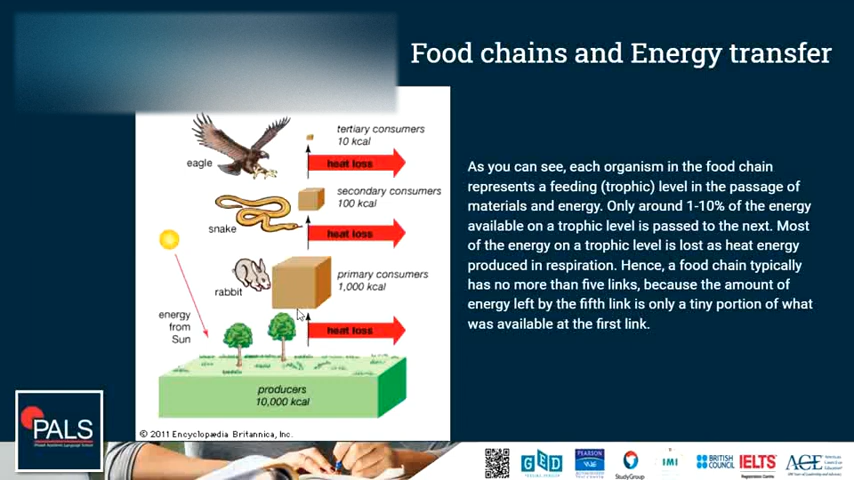 Food chains and Energy transfer
tertiary consumers
10 kcal
eagle
heat loss
secondary consumers
100 kcal
snake
heat loss
primary consumers
1,000 kcal
rabbit
energy
from
Sun
heat loss
producers
10,000 kcal
© 2011 Encyclopædia Britannica, Inc.
As you can see, each organism in the food chain
represents a feeding (trophic) level in the passage of
materials and energy. Only around 1-10% of the energy
available on a trophic level is passed to the next. Most
of the energy on a trophic level is lost as heat energy
produced in respiration. Hence, a food chain typically
has no more than five links, because the amount of
energy left by the fifth link is only a tiny portion of what
was available at the first link.
PALS
GED
PEARSON
StudyGroup
IMI
BRITISH
COUNCIL
IELTS
ACE